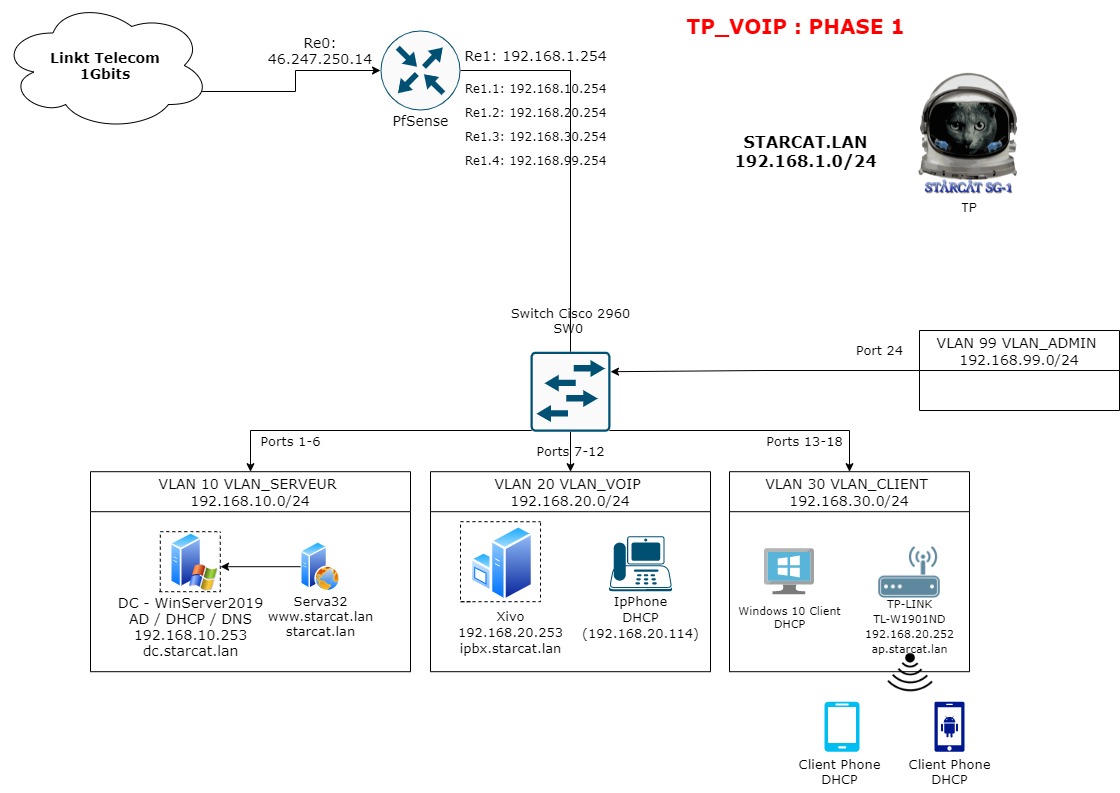 TP_VOIP : PHASE 1
Linkt Telecom
1Gbits
Re0:
46.247.250.14
PfSense
Re1: 192.168.1.254
Re1.1: 192.168.10.254
Re1.2: 192.168.20.254
Re1.3: 192.168.30.254
Re1.4: 192.168.99.254
STARCAT.LAN
192.168.1.0/24
STARCAT SG-1
TP
Switch Cisco 2960
SW0
Port 24
VLAN 99 VLAN_ADMIN
192.168.99.0/24
Ports 1-6
Ports 7-12
Ports 13-18
VLAN 10 VLAN_SERVEUR
192.168.10.0/24
DC - WinServer2019
AD / DHCP / DNS
192.168.10.253
dc.starcat.lan
Serva32
www.starcat.lan
starcat.lan
VLAN 20 VLAN_VOIP
192.168.20.0/24
Xivo
192.168.20.253
ipbx.starcat.lan
IpPhone
DHCP
(192.168.20.114)
VLAN 30 VLAN_CLIENT
192.168.30.0/24
Windows 10 Client
DHCP
TP-LINK
TL-W1901ND
192.168.20.252
ap.starcat.lan
Client Phone
DHCP
Client Phone
DHCP